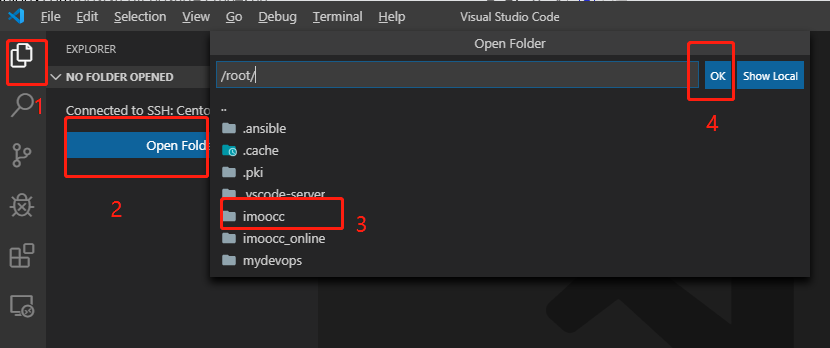 File Edit Selection View Go Debug Terminal Help Visual Studio Code
EXPLORER
Open Folder
NO FOLDER OPENED
/root/
OK
Show Local
1
Connected to SSH: Cento
..
4
.ansible
Open Folde
.cache
.pki
.vscode-server
2
imoocc
3
imoocc_online
mydevops